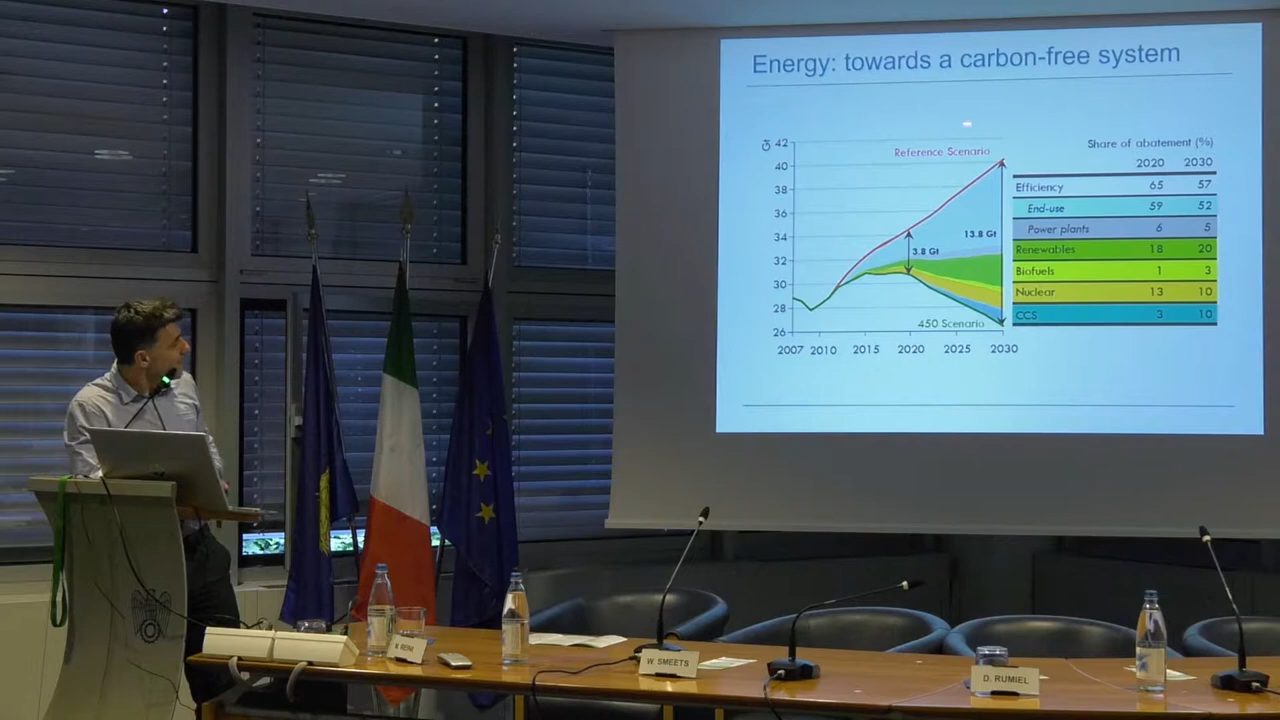 Energy: towards a carbon-free system
Gt
42
40
38
36
34
32
30
28
26
2007 2010 2015 2020 2025 2030
Reference Scenario
13.8 Gt
3.8 Gt
450 Scenario
Share of abatement (%)
2020 2030
Efficiency 65 57
End-use 59 52
Power plants 6 5
Renewables 18 20
Biofuels 1 3
Nuclear 13 10
CCS 3 10
W. SMEETS
D. RUMIEL